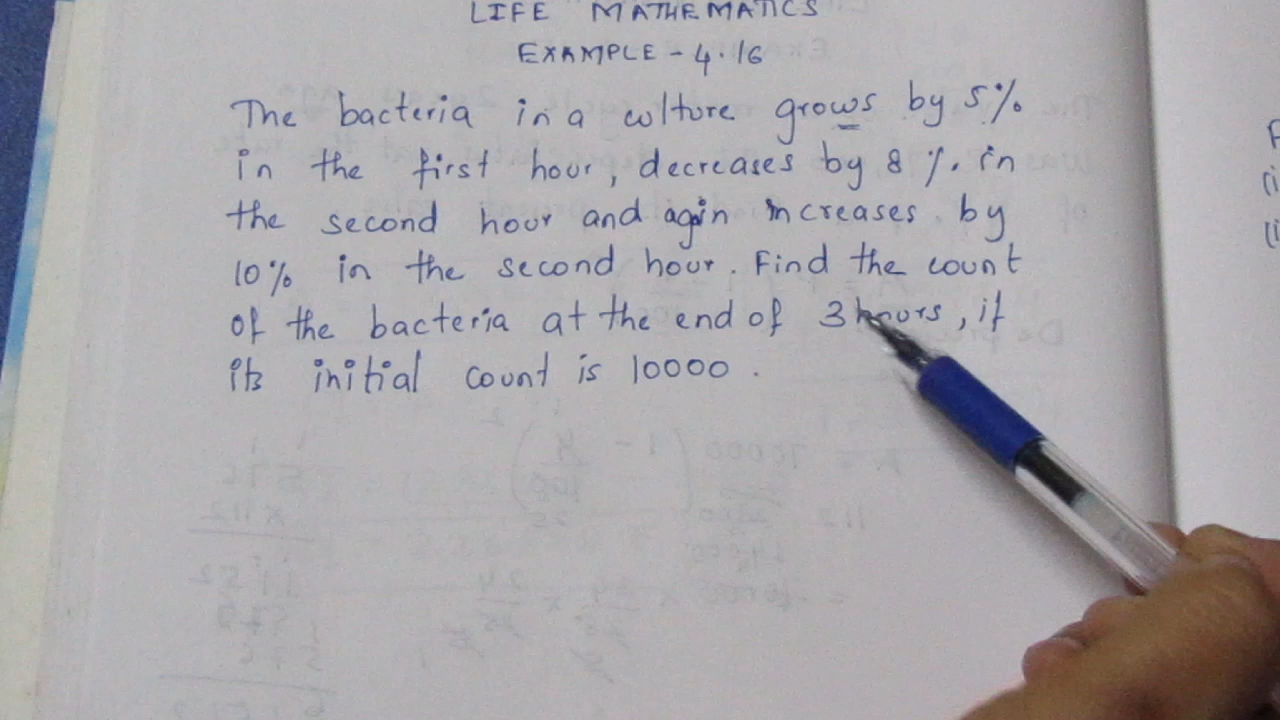 LIFE MATHEMATICS
EXAMPLE - 4.16
The bacteria in a culture grows by 5%
in the first hour, decreases by 8%. in
the second hour and agin increases by
10% in the second hour. Find the count
of the bacteria at the end of 3 hours, if
its initial count is 10000.